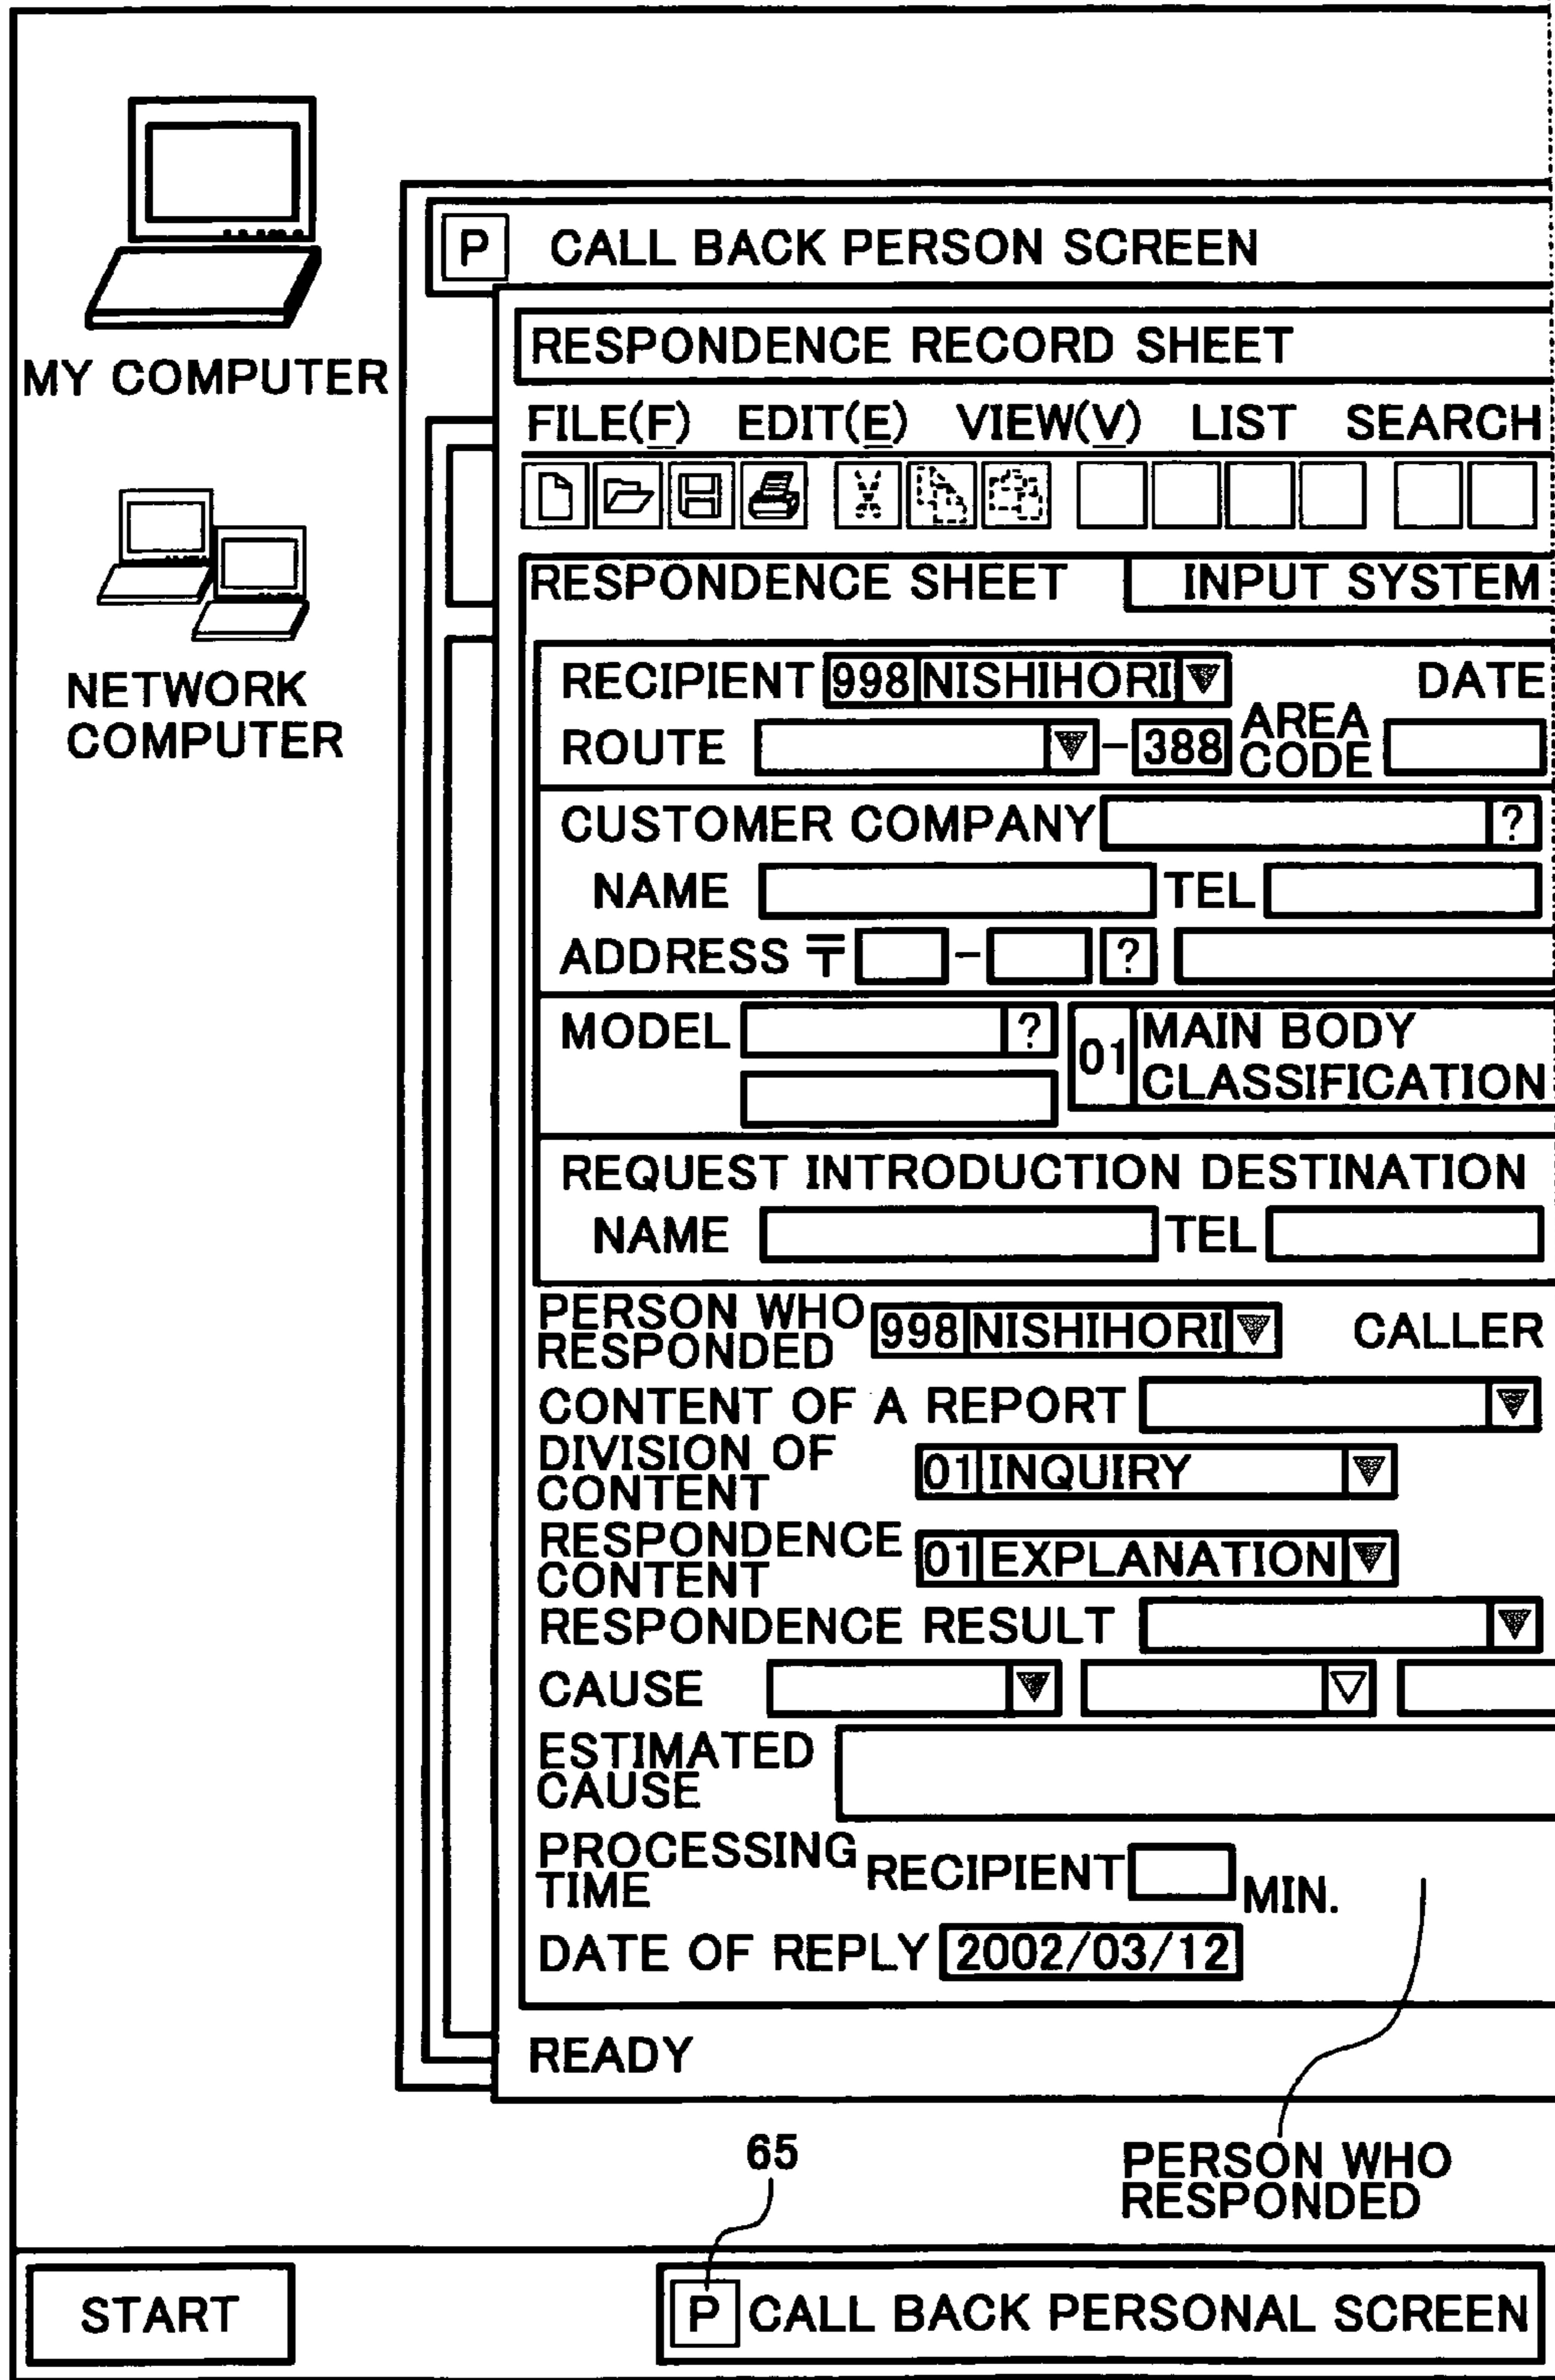 MY COMPUTER
NETWORK
COMPUTER
P CALL BACK PERSON SCREEN
RESPONDENCE RECORD SHEET
FILE(F) EDIT(E) VIEW(V) LIST SEARCH
RESPONDENCE SHEET INPUT SYSTEM
RECIPIENT 998 NISHIHORI DATE
ROUTE - 388 AREA
CODE
CUSTOMER COMPANY ?
NAME TEL
ADDRESS 〒 - ?
MODEL ? 01 MAIN BODY
CLASSIFICATION
REQUEST INTRODUCTION DESTINATION
NAME TEL
PERSON WHO
RESPONDED 998 NISHIHORI CALLER
CONTENT OF A REPORT
DIVISION OF
CONTENT 01 INQUIRY
RESPONDENCE
CONTENT 01 EXPLANATION
RESPONDENCE RESULT
CAUSE
ESTIMATED
CAUSE
PROCESSING
TIME RECIPIENT MIN.
DATE OF REPLY 2002/03/12
READY
65
PERSON WHO
RESPONDED
START
P CALL BACK PERSONAL SCREEN